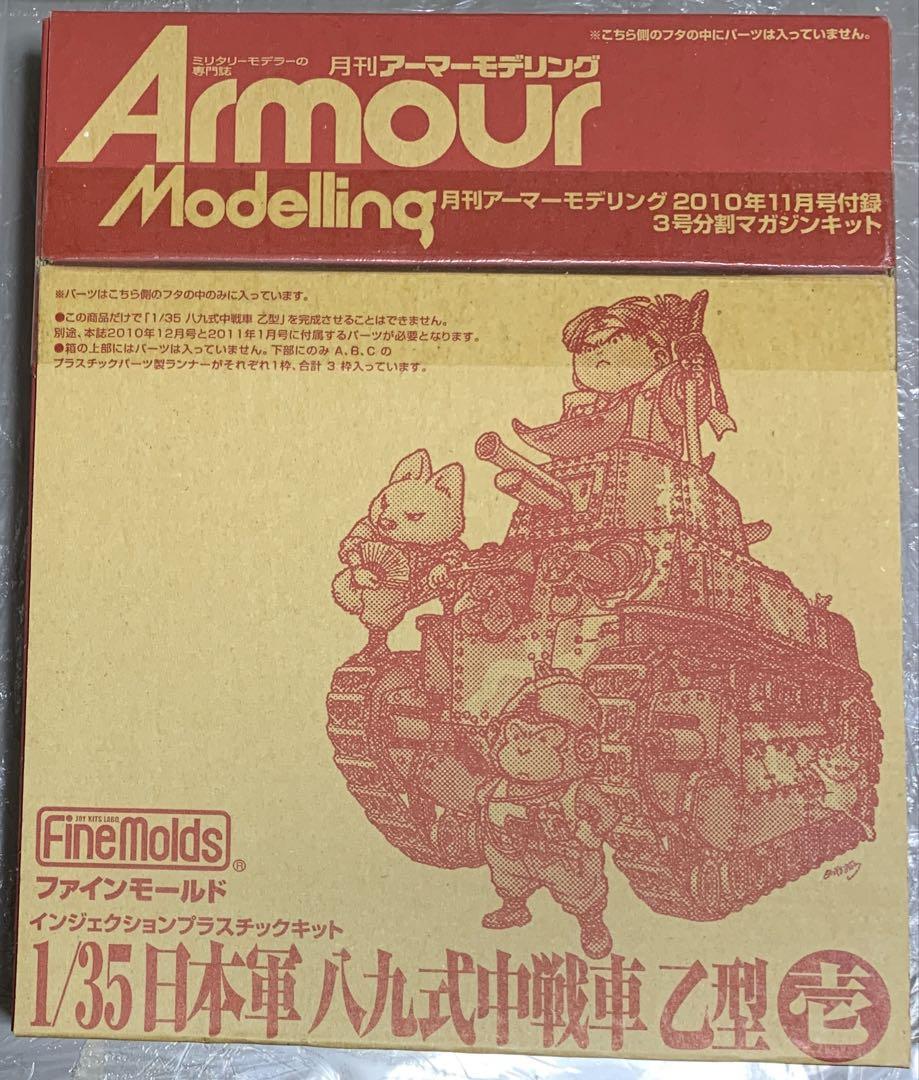 ※こちら側のフタの中にパーツは入っていません。
ミリタリーモデラーの
専門誌
月刊アーマーモデリング
Armour
Modelling
月刊アーマーモデリング 2010年11月号付録
3号分割マガジンキット
※パーツはこちら側のフタの中のみに入っています。
●この商品だけで「1/35 八九式中戦車 乙型」を完成させることはできません。
別途、本誌2010年12月号と2011年1月号に付属するパーツが必要となります。
●箱の上部にはパーツは入っていません。下部にのみ A、B、C の
プラスチックパーツ製ランナーがそれぞれ1枠、合計 3 枠入っています。
JOY KITS LABO.
FineMolds®
ファインモールド
インジェクションプラスチックキット
1/35 日本軍 八九式中戦車 乙型 壱